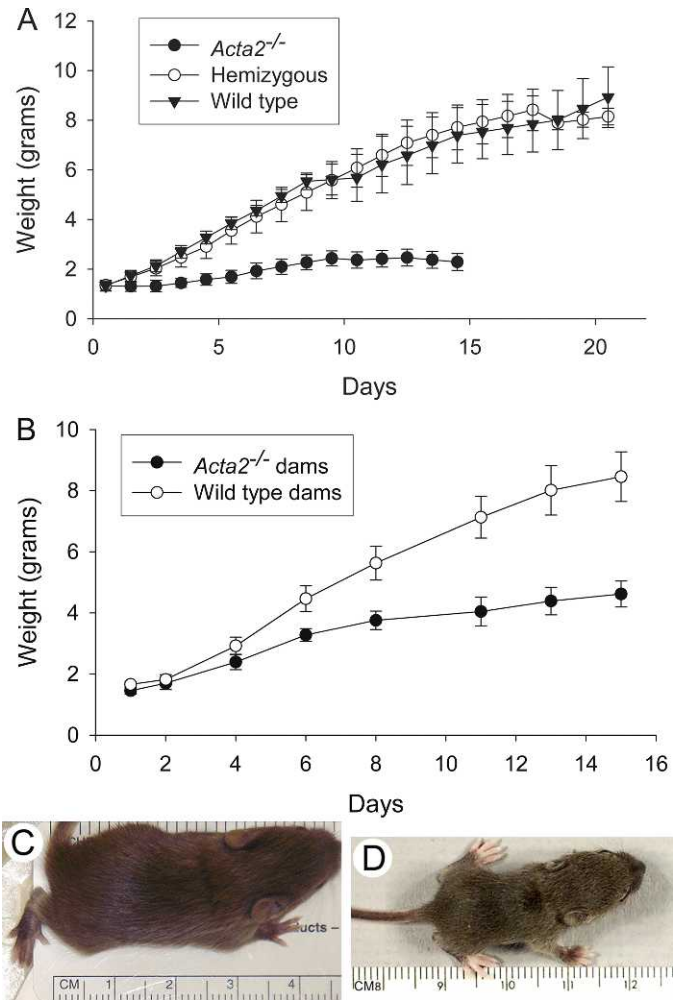 A
Acta2-/-
Hemizygous
Wild type
12
10
8
6
4
2
0
Weight (grams)
0 5 10 15 20
Days
B
Acta2-/- dams
Wild type dams
10
8
6
4
2
0
Weight (grams)
0 2 4 6 8 10 12 14 16
Days
C
ucts –
CM 1 2 3 4
D
CM8 9 10 11 12